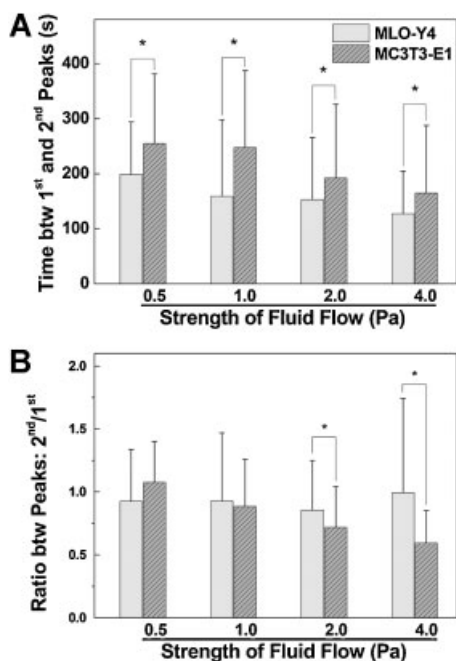 A
Time btw 1st and 2nd Peaks (s)
MLO-Y4
MC3T3-E1
400
300
200
100
0
* * * *
0.5 1.0 2.0 4.0
Strength of Fluid Flow (Pa)
B
Ratio btw Peaks: 2nd/1st
2.0
1.5
1.0
0.5
0.0
* *
0.5 1.0 2.0 4.0
Strength of Fluid Flow (Pa)